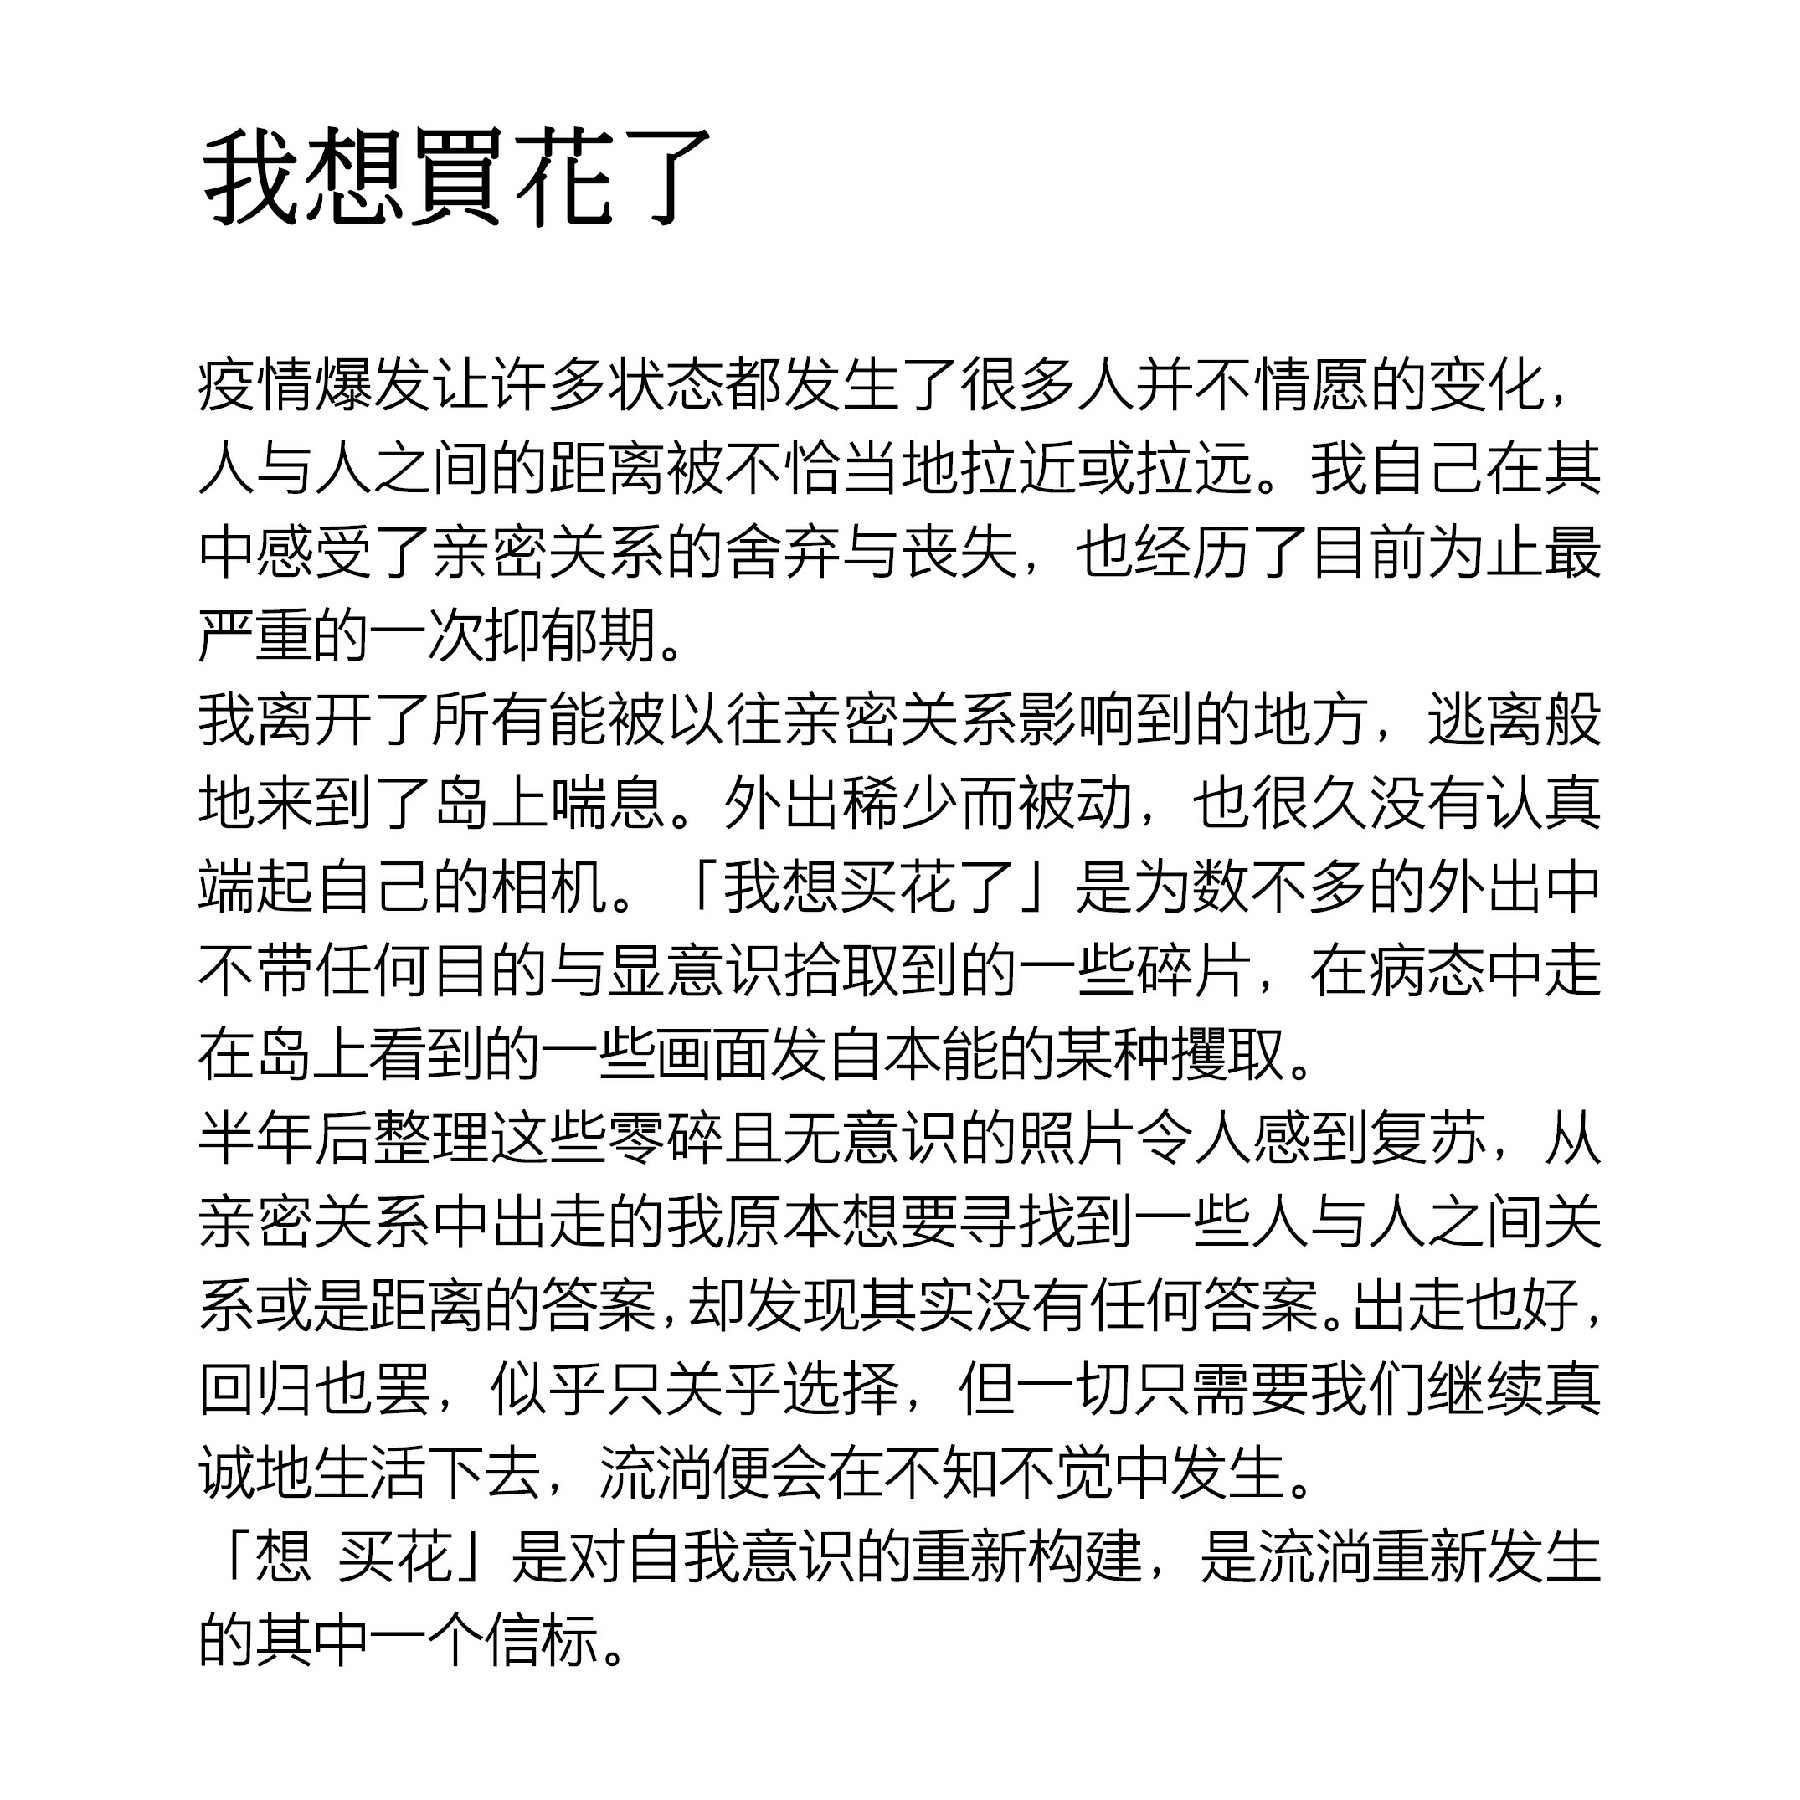 我想買花了
疫情爆发让许多状态都发生了很多人并不情愿的变化，
人与人之间的距离被不恰当地拉近或拉远。我自己在其
中感受了亲密关系的舍弃与丧失，也经历了目前为止最
严重的一次抑郁期。
我离开了所有能被以往亲密关系影响到的地方，逃离般
地来到了岛上喘息。外出稀少而被动，也很久没有认真
端起自己的相机。「我想买花了」是为数不多的外出中
不带任何目的与显意识拾取到的一些碎片，在病态中走
在岛上看到的一些画面发自本能的某种攫取。
半年后整理这些零碎且无意识的照片令人感到复苏，从
亲密关系中出走的我原本想要寻找到一些人与人之间关
系或是距离的答案，却发现其实没有任何答案。出走也好，
回归也罢，似乎只关乎选择，但一切只需要我们继续真
诚地生活下去，流淌便会在不知不觉中发生。
「想 买花」是对自我意识的重新构建，是流淌重新发生
的其中一个信标。